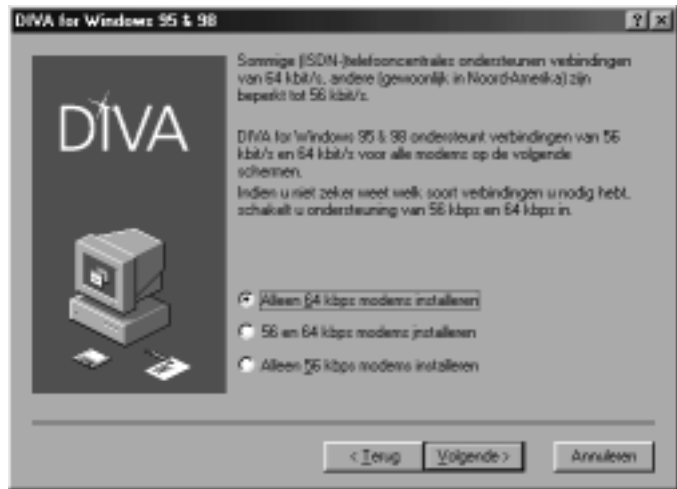 DIVA for Windows 95 & 98
DIVA
Sommige (ISDN-)telefooncentrales ondersteunen verbindingen
van 64 kbit/s, andere (gewoonlijk in Noord-Amerika) zijn
beperkt tot 56 kbit/s.
DIVA for Windows 95 & 98 ondersteunt verbindingen van 56
kbit/s en 64 kbit/s voor alle modems op de volgende
schermen.
Indien u niet zeker weet welk soort verbindingen u nodig hebt,
schakelt u ondersteuning van 56 kbps en 64 kbps in.
Alleen 64 kbps modems installeren
56 en 64 kbps modems installeren
Alleen 56 kbps modems installeren
< Terug
Volgende >
Annuleren